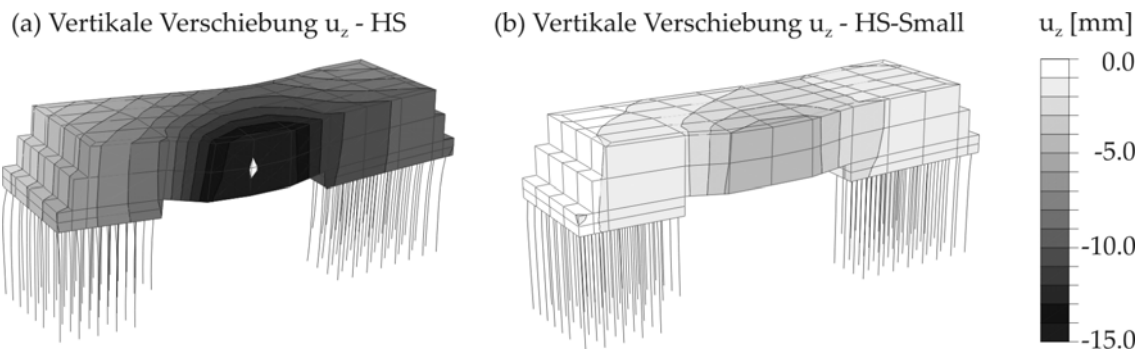 (a) Vertikale Verschiebung u_z - HS
(b) Vertikale Verschiebung u_z - HS-Small
u_z [mm]
0.0
-5.0
-10.0
-15.0